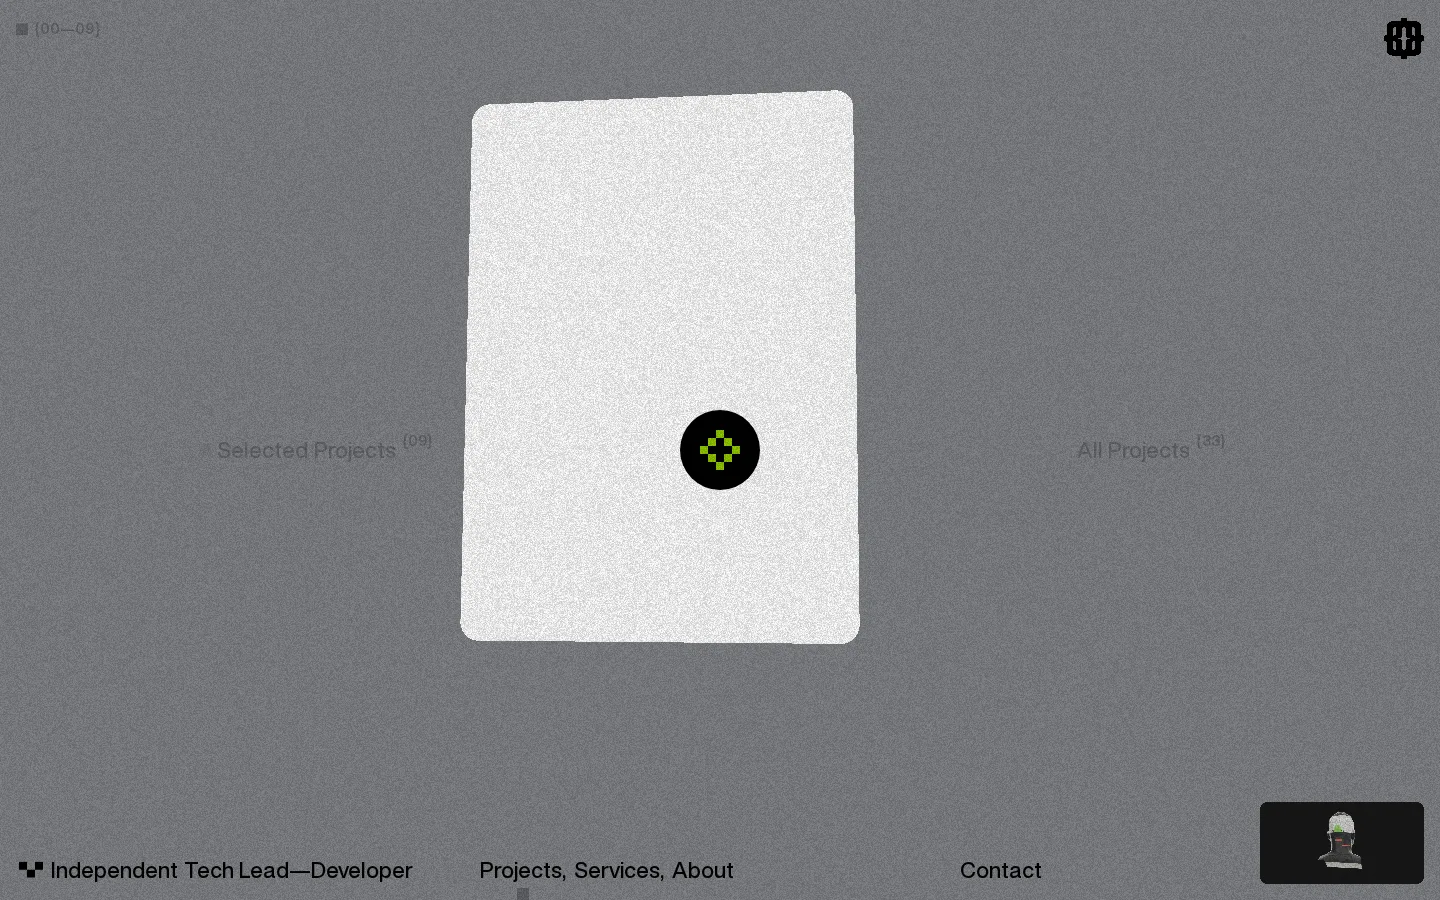 {00—09}
Selected Projects {09}
All Projects {33}
Independent Tech Lead—Developer
Projects, Services, About
Contact